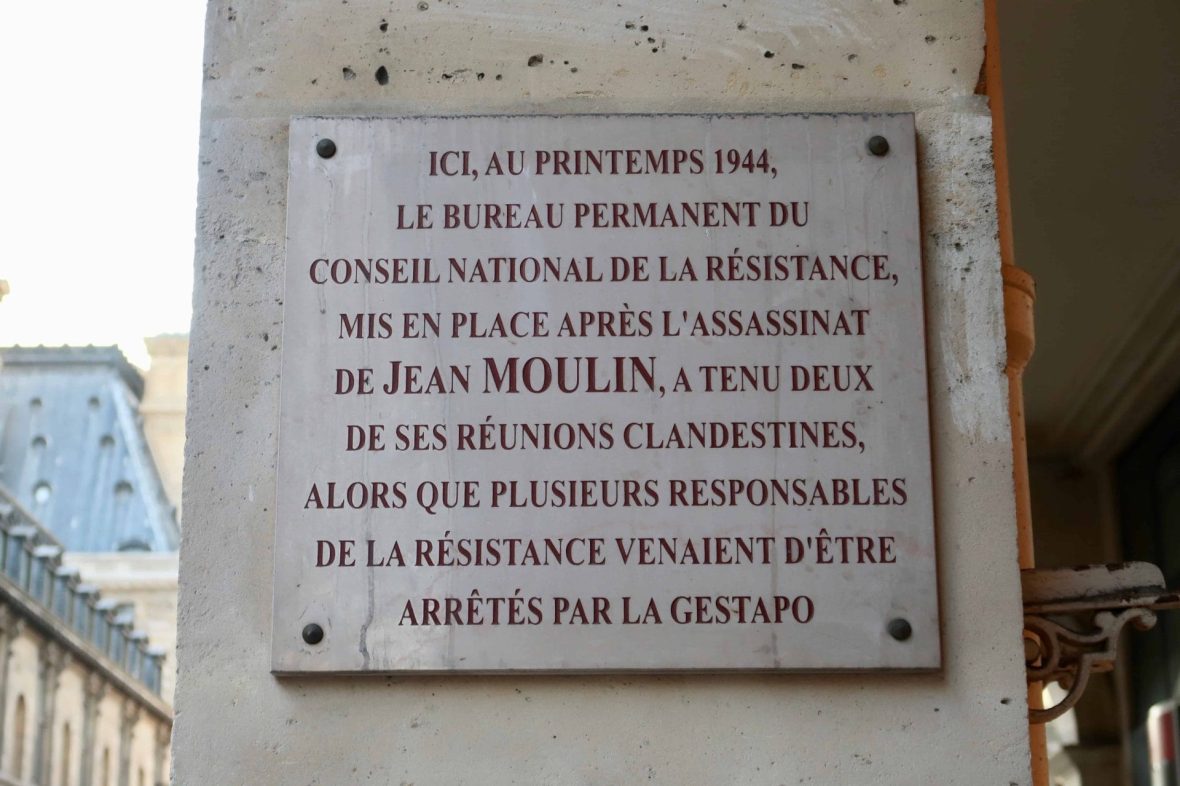 ICI, AU PRINTEMPS 1944,
LE BUREAU PERMANENT DU
CONSEIL NATIONAL DE LA RÉSISTANCE,
MIS EN PLACE APRÈS L'ASSASSINAT
DE JEAN MOULIN, A TENU DEUX
DE SES RÉUNIONS CLANDESTINES,
ALORS QUE PLUSIEURS RESPONSABLES
DE LA RÉSISTANCE VENAIENT D'ÊTRE
ARRÊTÉS PAR LA GESTAPO